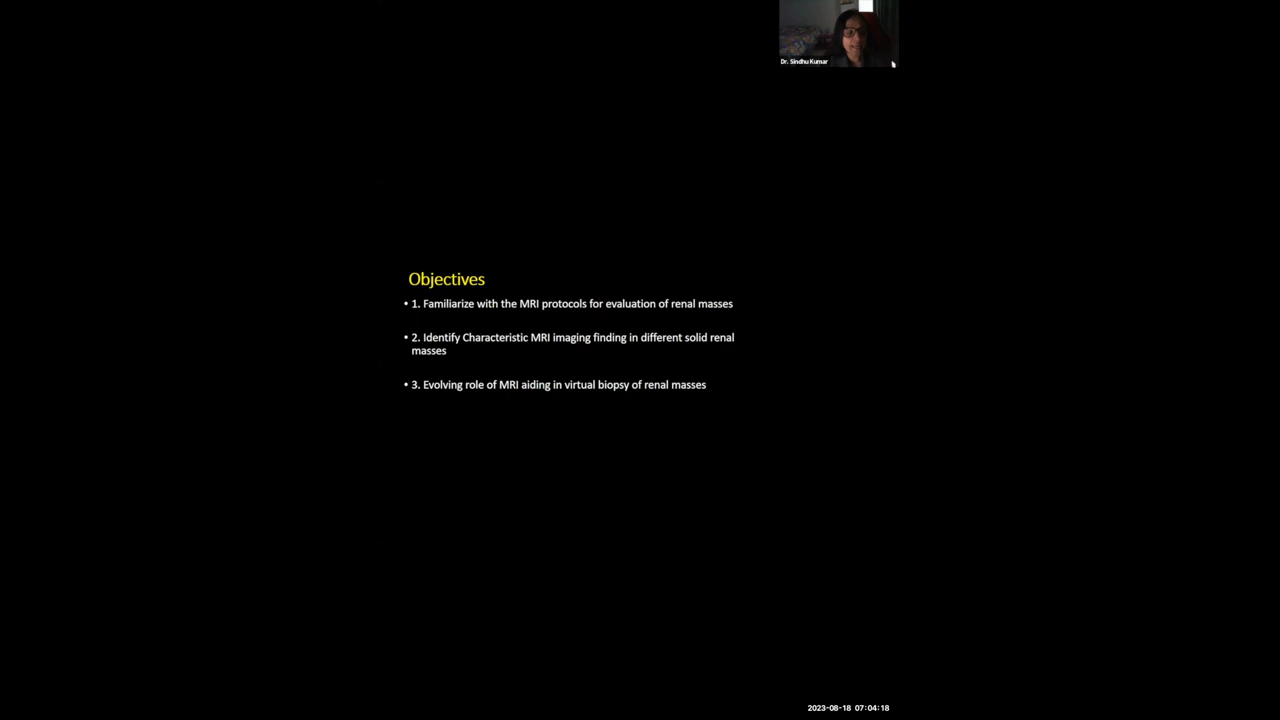 Dr. Sindhu Kumar
Objectives
• 1. Familiarize with the MRI protocols for evaluation of renal masses
• 2. Identify Characteristic MRI imaging finding in different solid renal
masses
• 3. Evolving role of MRI aiding in virtual biopsy of renal masses
2023-08-18 07:04:18